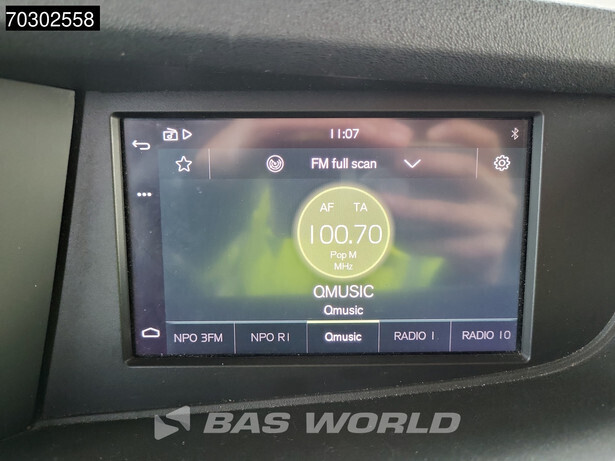 70302558
11:07
FM full scan
AF TA
100.70
Pop M
MHz
QMUSIC
Qmusic
NPO 3FM NPO R1 Qmusic RADIO 1 RADIO 10
BAS WORLD